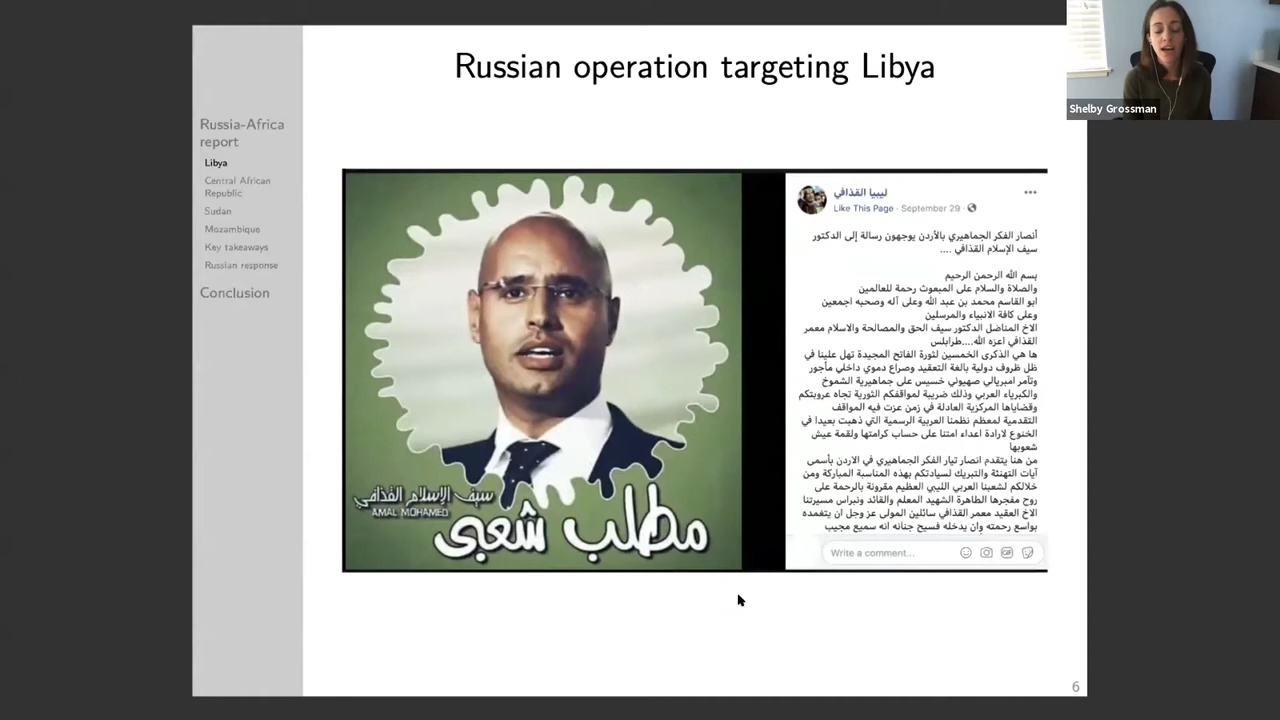 Russian operation targeting Libya
Shelby Grossman
Russia-Africa
report
Libya
Central African
Republic
Sudan
Mozambique
Key takeaways
Russian response
Conclusion
سيف الإسلام القذافي
AMAL MOHAMED
مطلب شعبى
ليبيا القذافي
Like This Page · September 29 ·
أنصار الفكر الجماهيري بالأردن يوجهون رسالة إلى الدكتور
سيف الإسلام القذافي ....
بسم الله الرحمن الرحيم
والصلاة والسلام على المبعوث رحمة للعالمين
ابو القاسم محمد بن عبد الله وعلى آله وصحبه اجمعين
وعلى كافة الانبياء والمرسلين
الاخ المناضل الدكتور سيف الحق والمصالحة والاسلام معمر
القذافي اعزه الله....طرابلس
ها هي الذكرى الخمسين لثورة الفاتح المجيدة تهل علينا في
ظل ظروف دولية بالغة التعقيد وصراع دموي داخلي مأجور
وتآمر امبريالي صهيوني خسيس على جماهيرية الشموخ
والكبرياء العربي وذلك ضريبة لمواقفكم الثورية تجاه عروبتكم
وقضاياها المركزية العادلة في زمن عزت فيه المواقف
التقدمية لمعظم نظمنا العربية الرسمية التي ذهبت بعيدا في
الخنوع لارادة اعداء امتنا على حساب كرامتها ولقمة عيش
شعوبها
من هنا يتقدم انصار تيار الفكر الجماهيري في الاردن بأسمى
آيات التهنئة والتبريك لسيادتكم بهذه المناسبة المباركة ومن
خلالكم لشعبنا العربي الليبي العظيم مقرونة بالرحمة على
روح مفجرها الطاهرة الشهيد المعلم والقائد ونبراس مسيرتنا
الاخ العقيد معمر القذافي سائلين المولى عز وجل ان يتغمده
بواسع رحمته وان يدخله فسيح جنانه انه سميع مجيب
Write a comment...
GIF
6